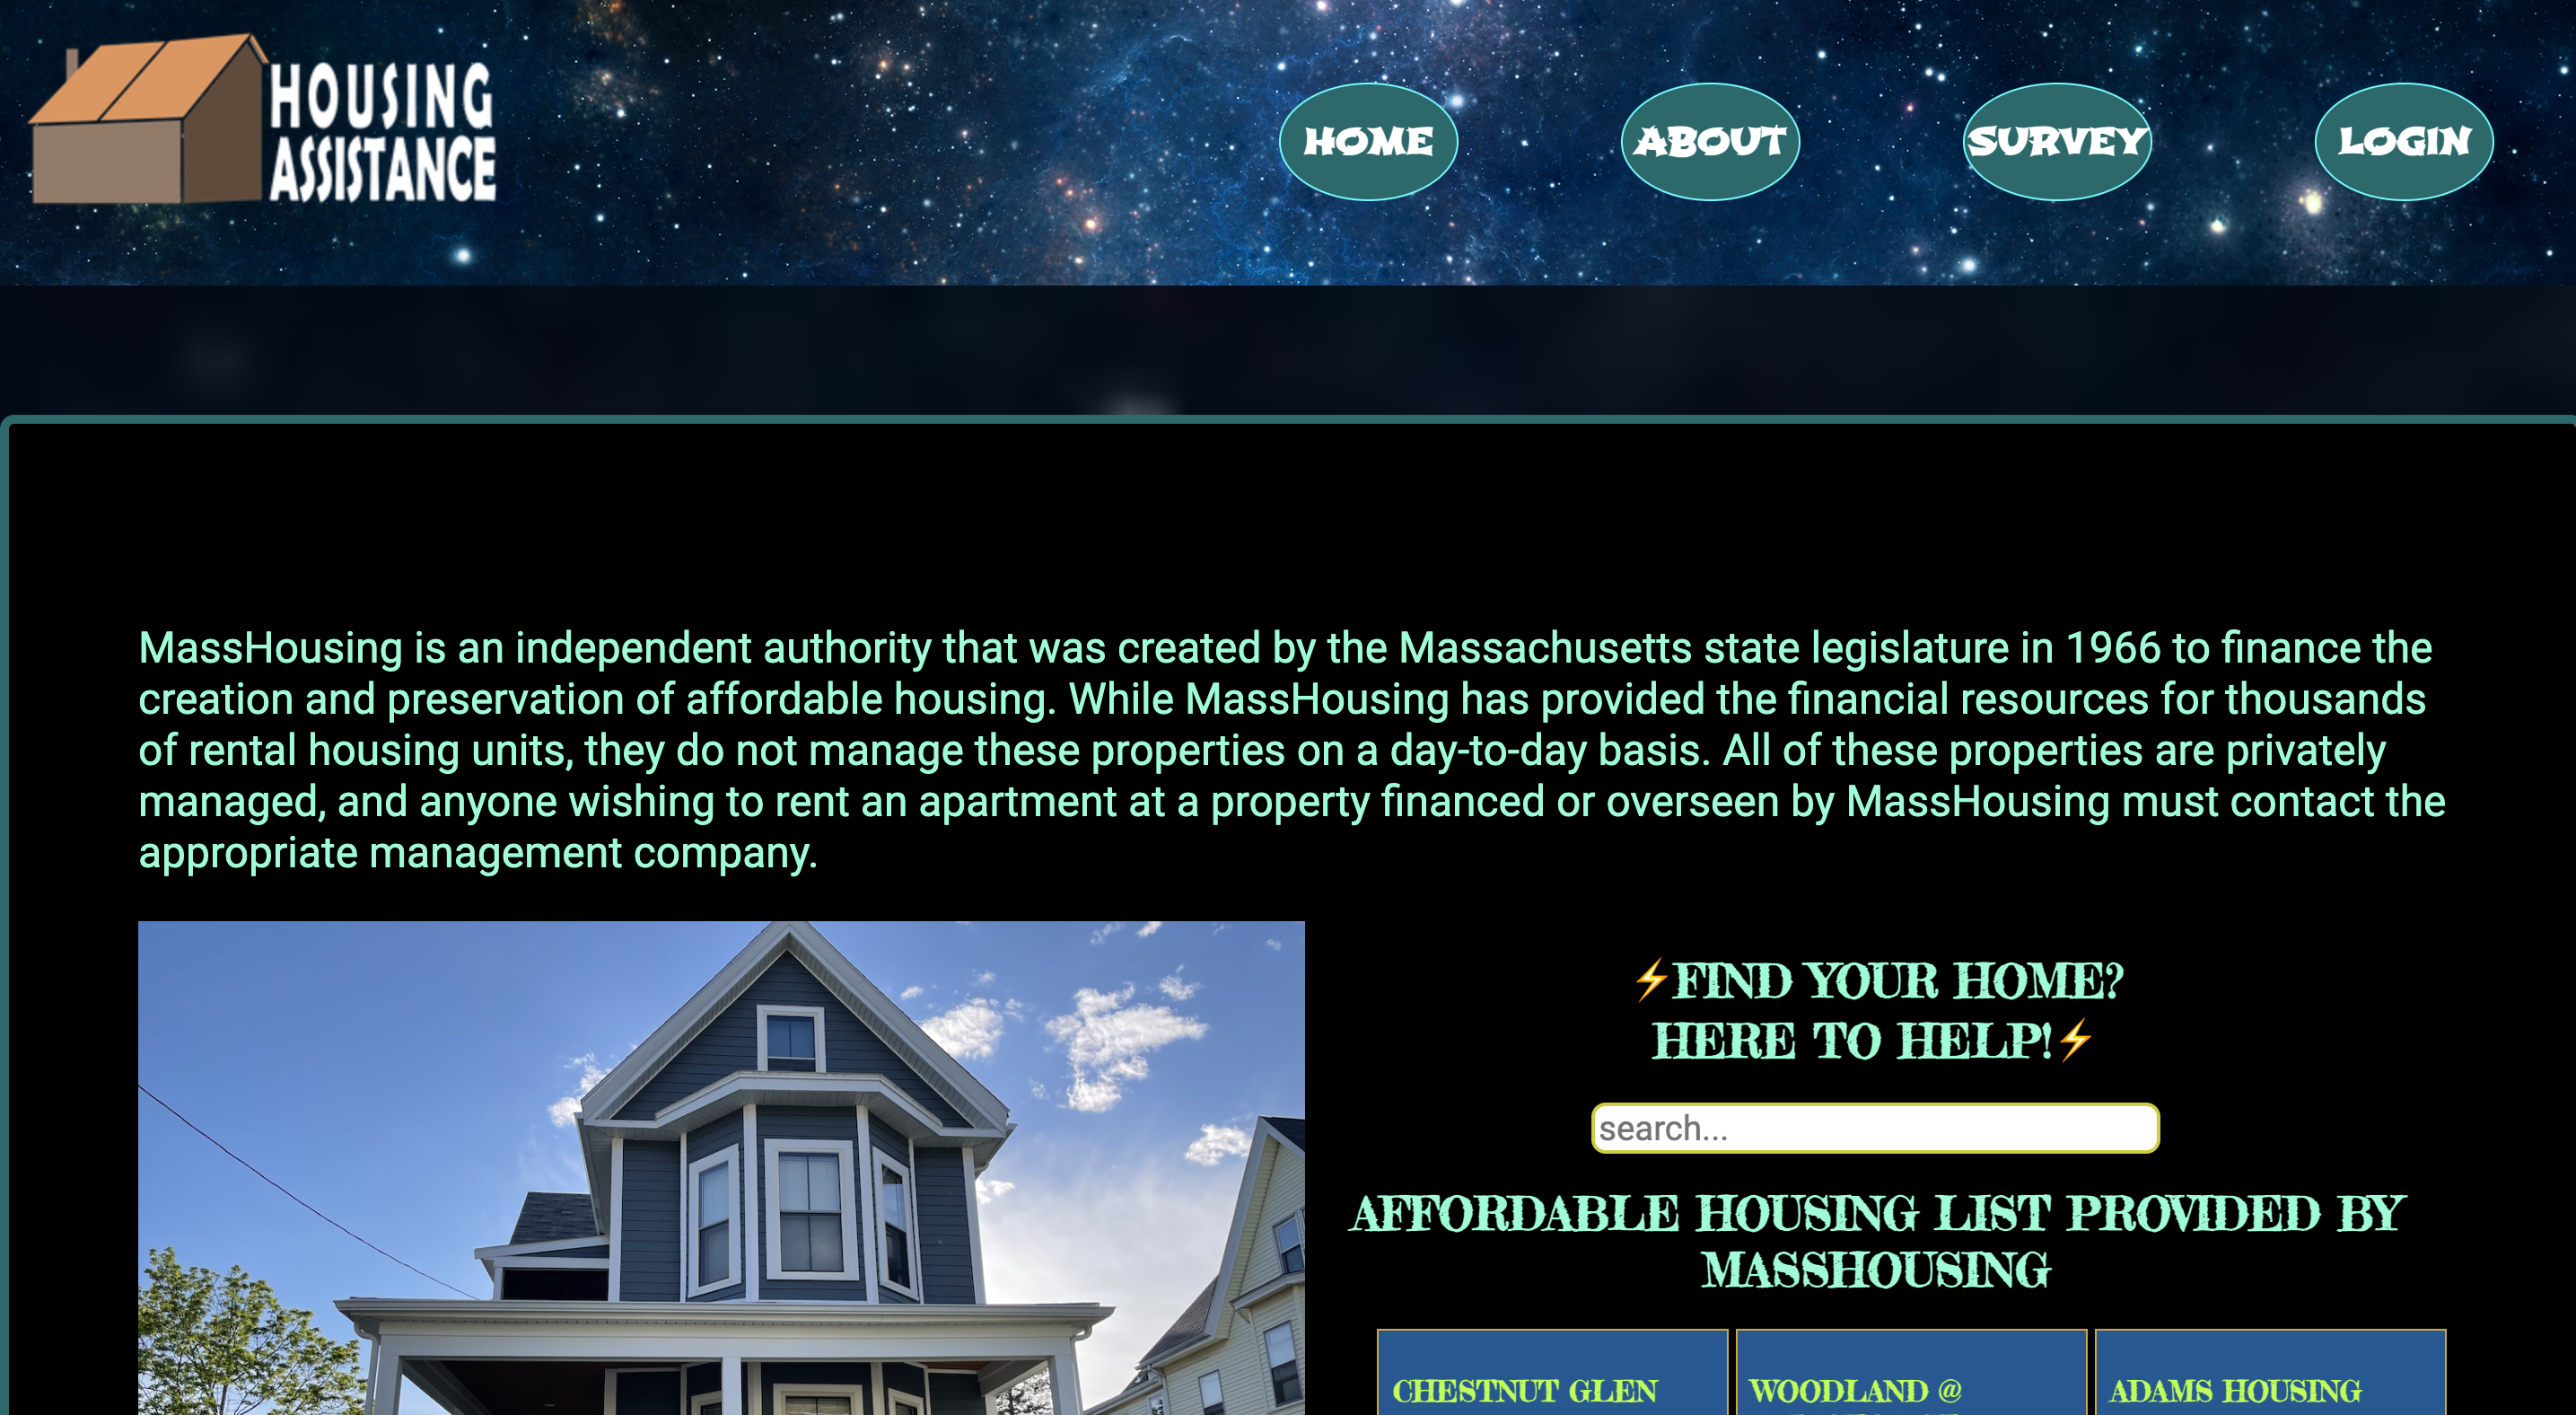 HOUSING
ASSISTANCE
HOME
ABOUT
SURVEY
LOGIN
MassHousing is an independent authority that was created by the Massachusetts state legislature in 1966 to finance the
creation and preservation of affordable housing. While MassHousing has provided the financial resources for thousands
of rental housing units, they do not manage these properties on a day-to-day basis. All of these properties are privately
managed, and anyone wishing to rent an apartment at a property financed or overseen by MassHousing must contact the
appropriate management company.
⚡FIND YOUR HOME?
HERE TO HELP!⚡
search...
AFFORDABLE HOUSING LIST PROVIDED BY
MASSHOUSING
CHESTNUT GLEN
WOODLAND @
ADAMS HOUSING